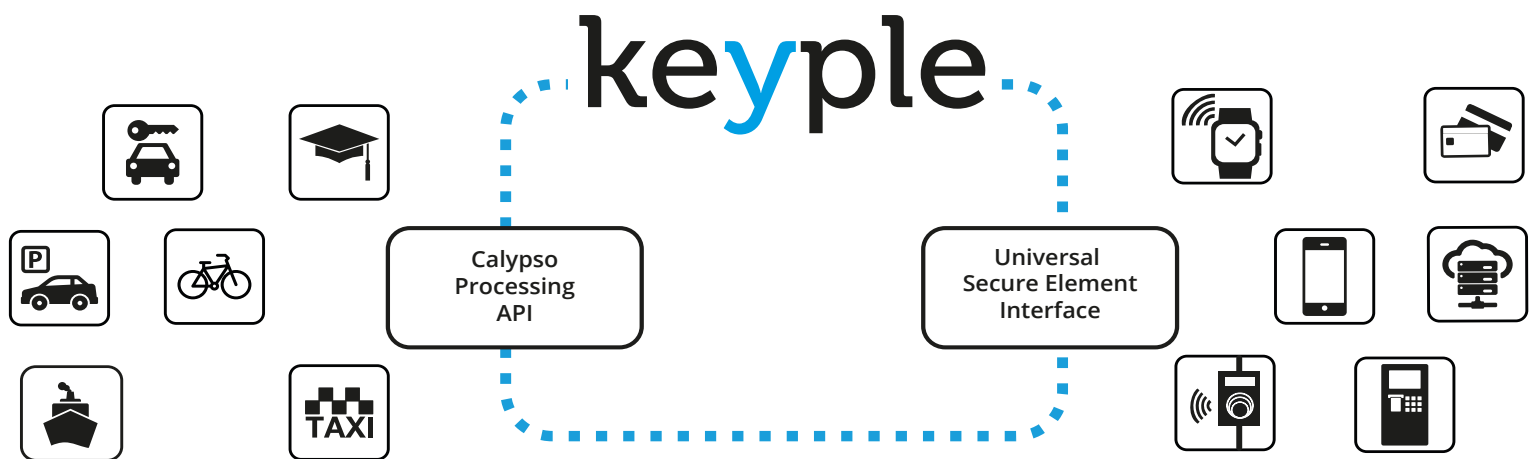 keyple
P
TAXI
Calypso
Processing
API
Universal
Secure Element
Interface